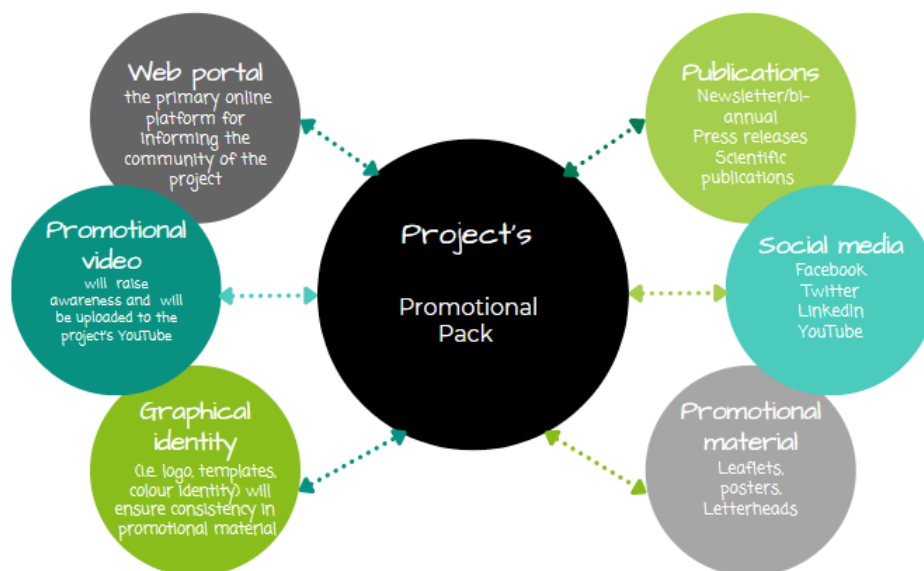 Web portal
the primary online
platform for
informing the
community of the
project
Promotional
video
will raise
awareness and will
be uploaded to the
project's YouTube
Graphical
identity
(i.e. logo, templates,
colour identity) will
ensure consistency in
promotional material
Project's
Promotional
Pack
Publications
Newsletter/bi-
annual
Press releases
Scientific
publications
Social media
Facebook
Twitter
LinkedIn
YouTube
Promotional
material
Leaflets,
posters,
Letterheads